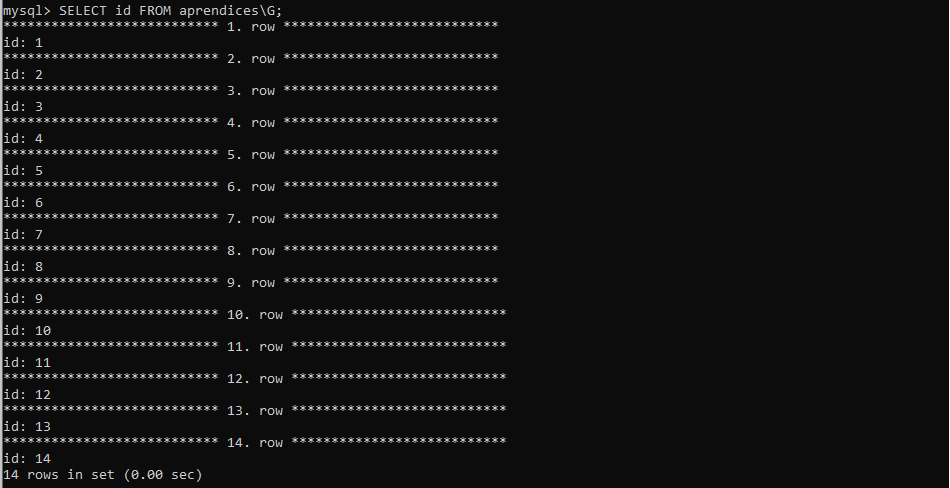 mysql> SELECT id FROM aprendices\G;
*************************** 1. row ***************************
id: 1
*************************** 2. row ***************************
id: 2
*************************** 3. row ***************************
id: 3
*************************** 4. row ***************************
id: 4
*************************** 5. row ***************************
id: 5
*************************** 6. row ***************************
id: 6
*************************** 7. row ***************************
id: 7
*************************** 8. row ***************************
id: 8
*************************** 9. row ***************************
id: 9
*************************** 10. row ***************************
id: 10
*************************** 11. row ***************************
id: 11
*************************** 12. row ***************************
id: 12
*************************** 13. row ***************************
id: 13
*************************** 14. row ***************************
id: 14
14 rows in set (0.00 sec)